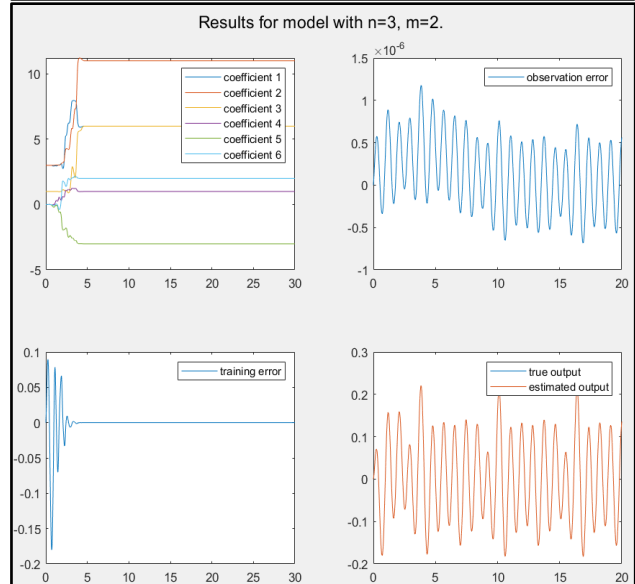 Results for model with n=3, m=2.
10
5
0
-5
0 5 10 15 20 25 30
coefficient 1
coefficient 2
coefficient 3
coefficient 4
coefficient 5
coefficient 6
×10⁻⁶
1.5
1
0.5
0
-0.5
-1
0 5 10 15 20
observation error
0.1
0.05
0
-0.05
-0.1
-0.15
-0.2
0 5 10 15 20 25 30
training error
0.3
0.2
0.1
0
-0.1
-0.2
0 5 10 15 20
true output
estimated output